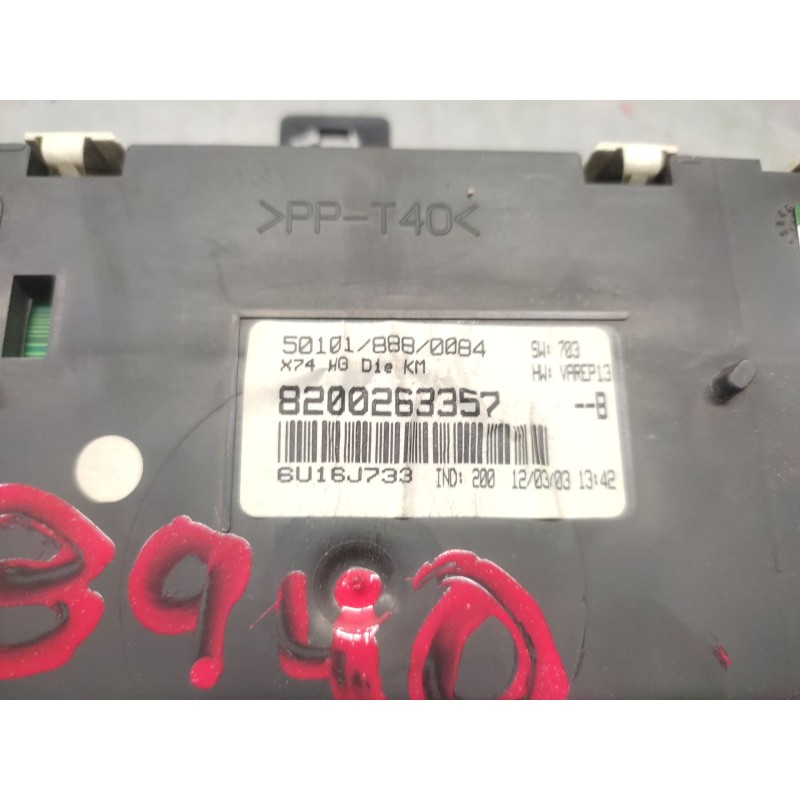 >PP-T40<
50101/888/0084 SW: 703
X74 WG Die KM HW: VAREP13
8200263357 --B
6U16J733 IND: 200 12/03/03 13:42
8940